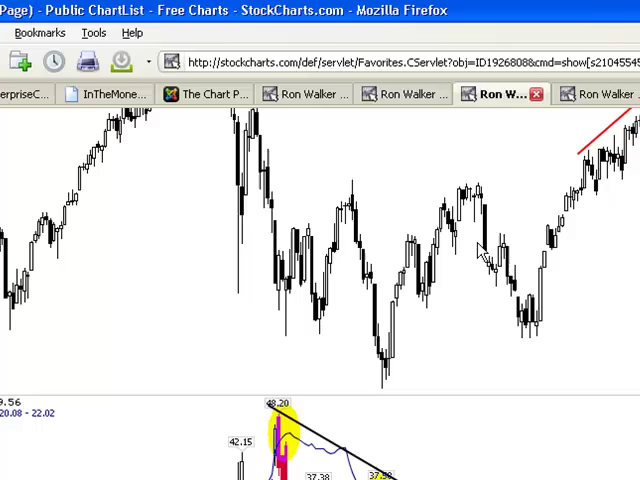 Page) - Public ChartList - Free Charts - StockCharts.com - Mozilla Firefox
Bookmarks Tools Help
http://stockcharts.com/def/servlet/Favorites.CServlet?obj=ID1926808&cmd=show[s2104554
erpriseC... InTheMone... The Chart P... Ron Walker ... Ron Walker ... Ron W... Ron Walker
9.56
20.08 - 22.02
48.20
42.15
37.38
37.50